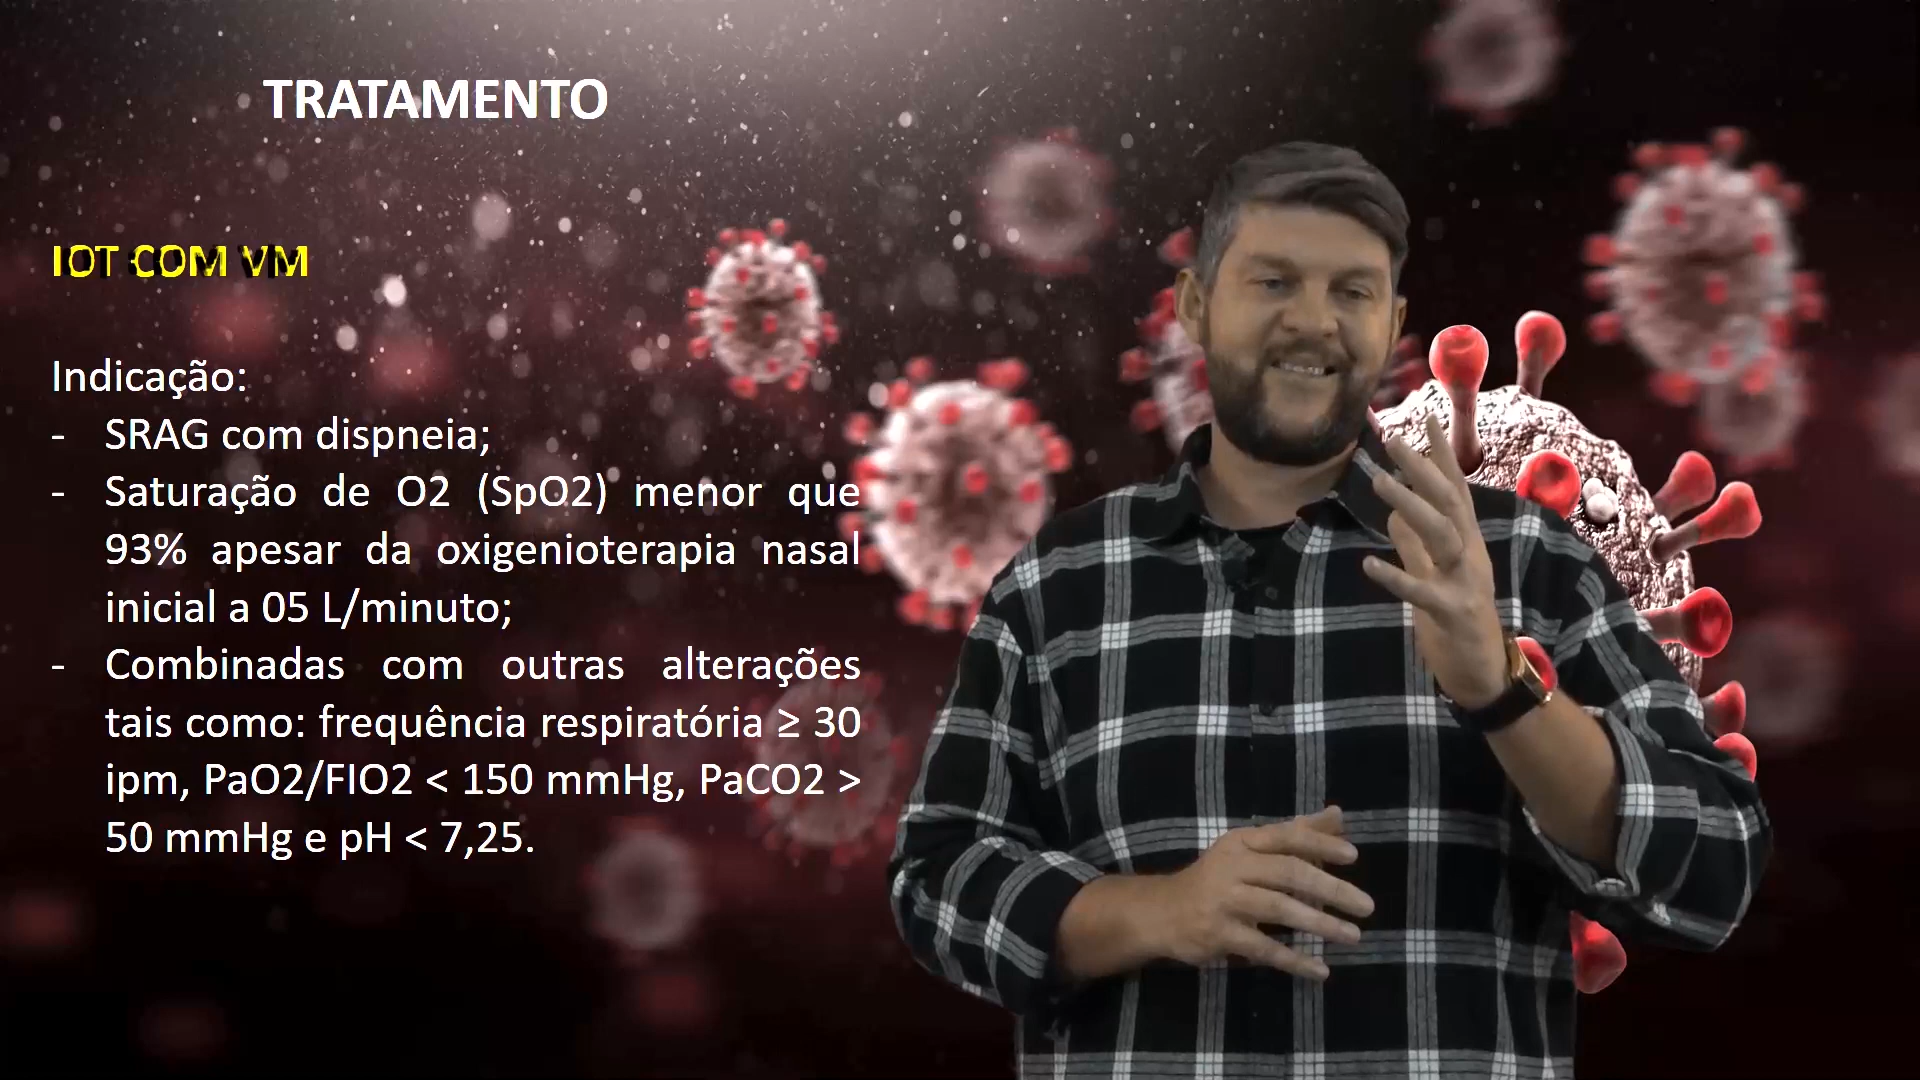 TRATAMENTO
IOT COM VM
Indicação:
- SRAG com dispneia;
- Saturação de O2 (SpO2) menor que
93% apesar da oxigenioterapia nasal
inicial a 05 L/minuto;
- Combinadas com outras alterações
tais como: frequência respiratória ≥ 30
ipm, PaO2/FIO2 < 150 mmHg, PaCO2 >
50 mmHg e pH < 7,25.